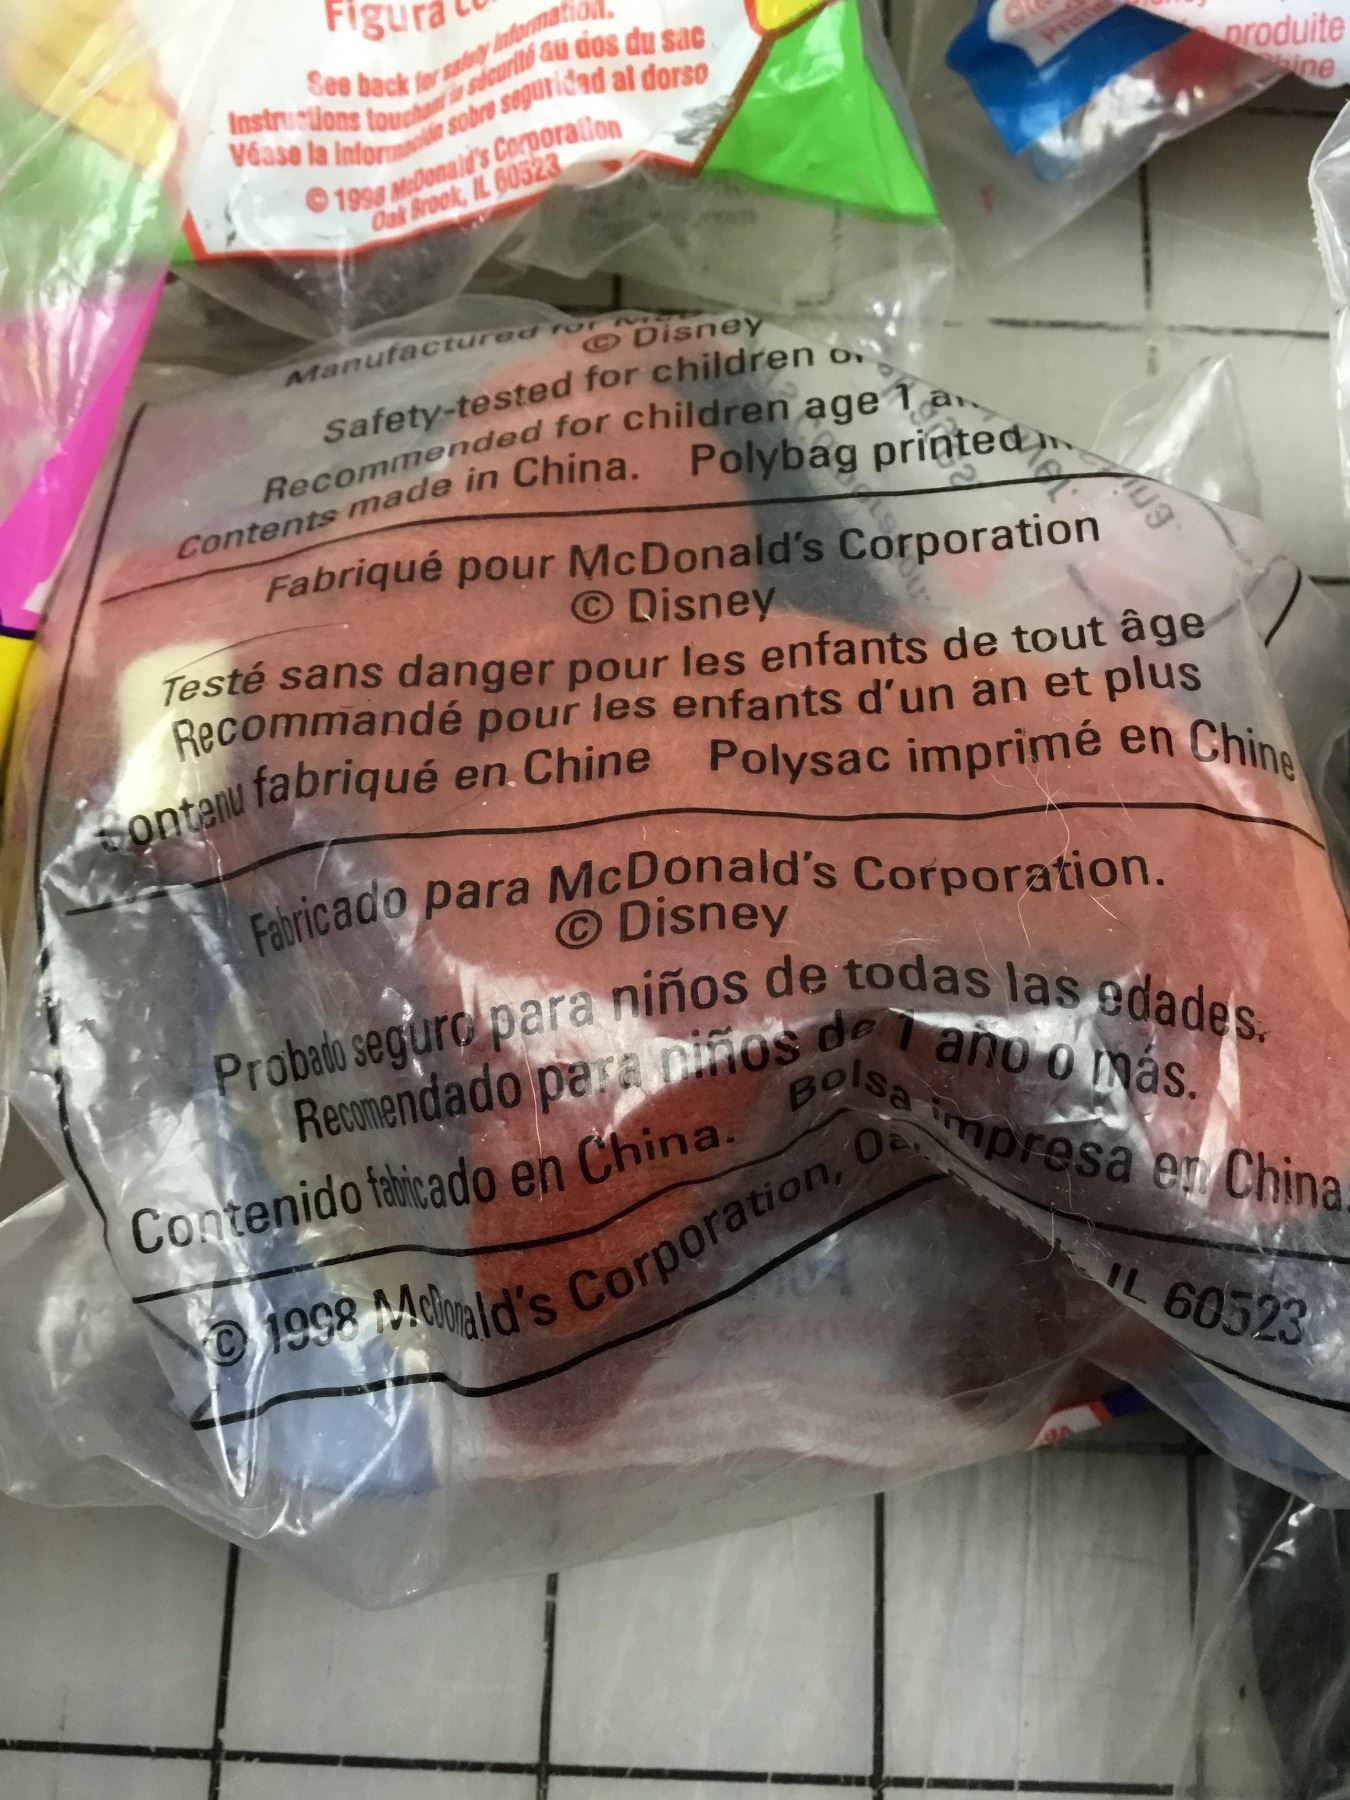 Figura
See back for safety information.
Instructions touchant la sécurité au dos du sac
Véase la información sobre seguridad al dorso
© 1998 McDonald's Corporation
Oak Brook, IL 60523
produite
Manufactured for
© Disney
Safety-tested for children
Recommended for children age 1
Contents made in China. Polybag printed
Fabriqué pour McDonald's Corporation
© Disney
Testé sans danger pour les enfants de tout âge
Recommandé pour les enfants d'un an et plus
Contenu fabriqué en Chine Polysac imprimé en Chine
Fabricado para McDonald's Corporation.
© Disney
Probado seguro para niños de todas las edades.
Recomendado para niños de 1 año o más.
Contenido fabricado en China. Bolsa impresa en China.
© 1998 McDonald's Corporation, IL 60523